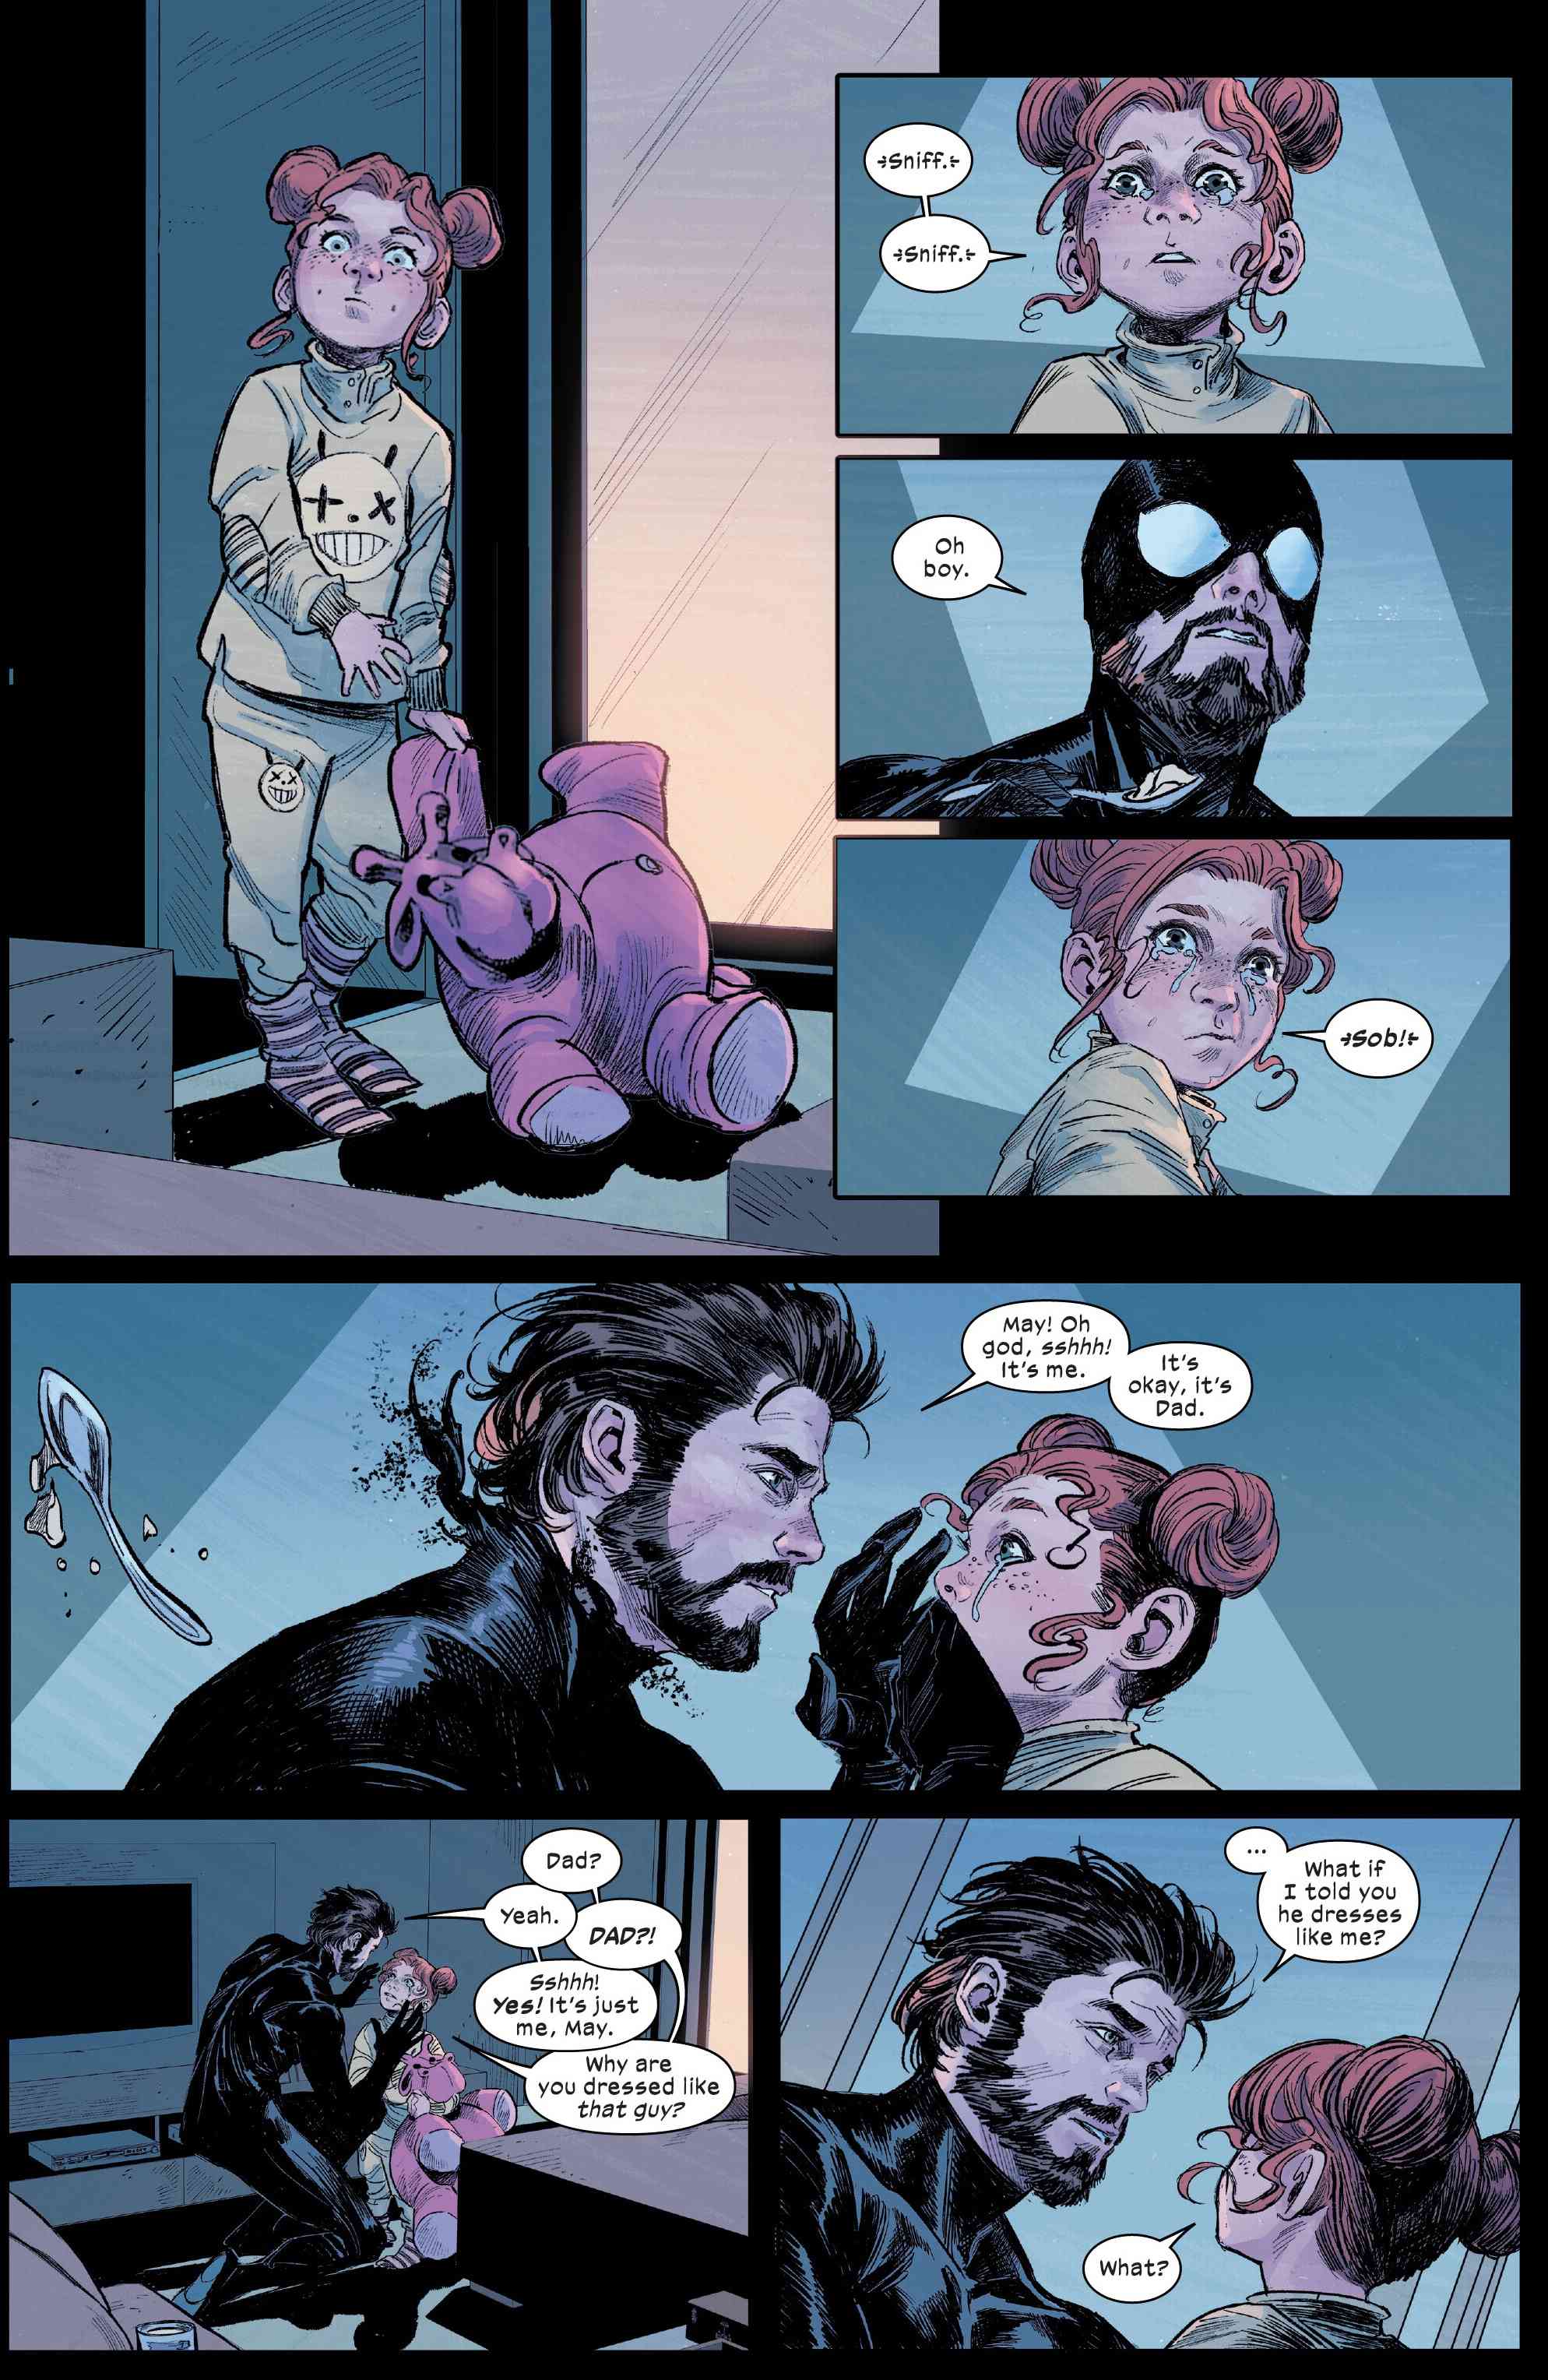 Sniff.
Sniff.
Oh
boy.
Sob!
May! Oh
god, sshhh!
It's me.
It's
okay, it's
Dad.
Dad?
Yeah.
DAD?!
Sshhh!
Yes! It's just
me, May.
Why are
you dressed like
that guy?
...
What if
I told you
he dresses
like me?
What?